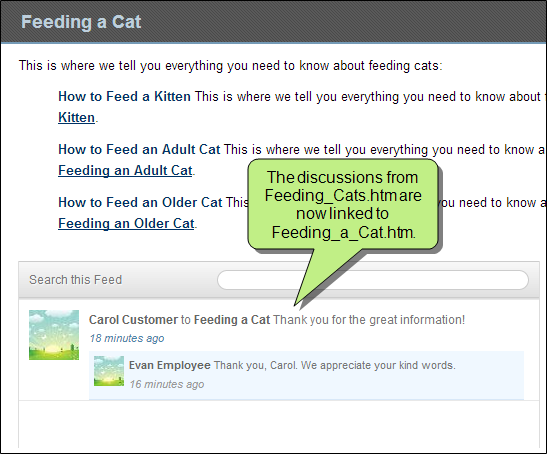 Feeding a Cat
This is where we tell you everything you need to know about feeding cats:
How to Feed a Kitten This is where we tell you everything you need to know about
Kitten.
How to Feed an Adult Cat This is where we tell you everything you need to know a
Feeding an Adult Cat.
How to Feed an Older Cat This you need to know a
Feeding an Older Cat.
The discussions from
Feeding_Cats.htm are
now linked to
Feeding_a_Cat.htm.
Search this Feed
Carol Customer to Feeding a Cat Thank you for the great information!
18 minutes ago
Evan Employee Thank you, Carol. We appreciate your kind words.
16 minutes ago